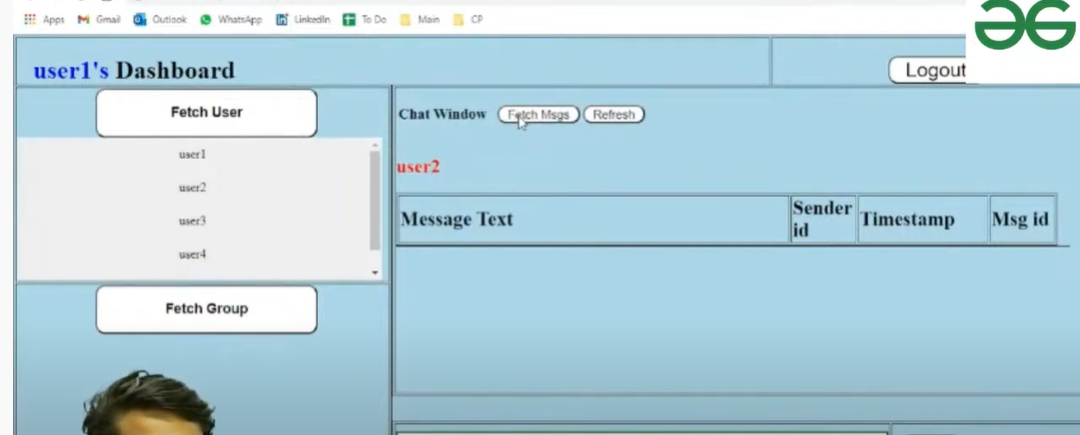 Apps Gmail Outlook WhatsApp LinkedIn To Do Main CP
user1's Dashboard
Logout
Fetch User
user1
user2
user3
user4
Fetch Group
Chat Window Fetch Msgs Refresh
user2
Message Text Sender id Timestamp Msg id